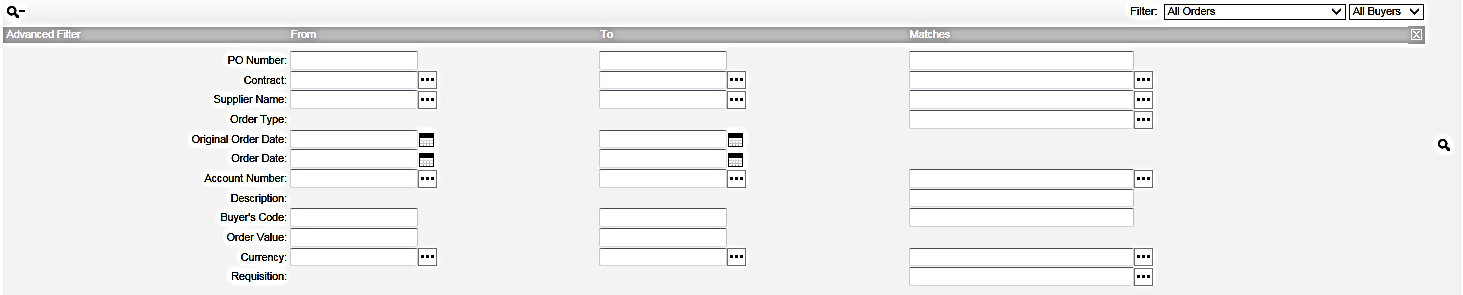 Filter: All Orders All Buyers
Advanced Filter From To Matches
PO Number:
Contract:
Supplier Name:
Order Type:
Original Order Date:
Order Date:
Account Number:
Description:
Buyer's Code:
Order Value:
Currency:
Requisition: